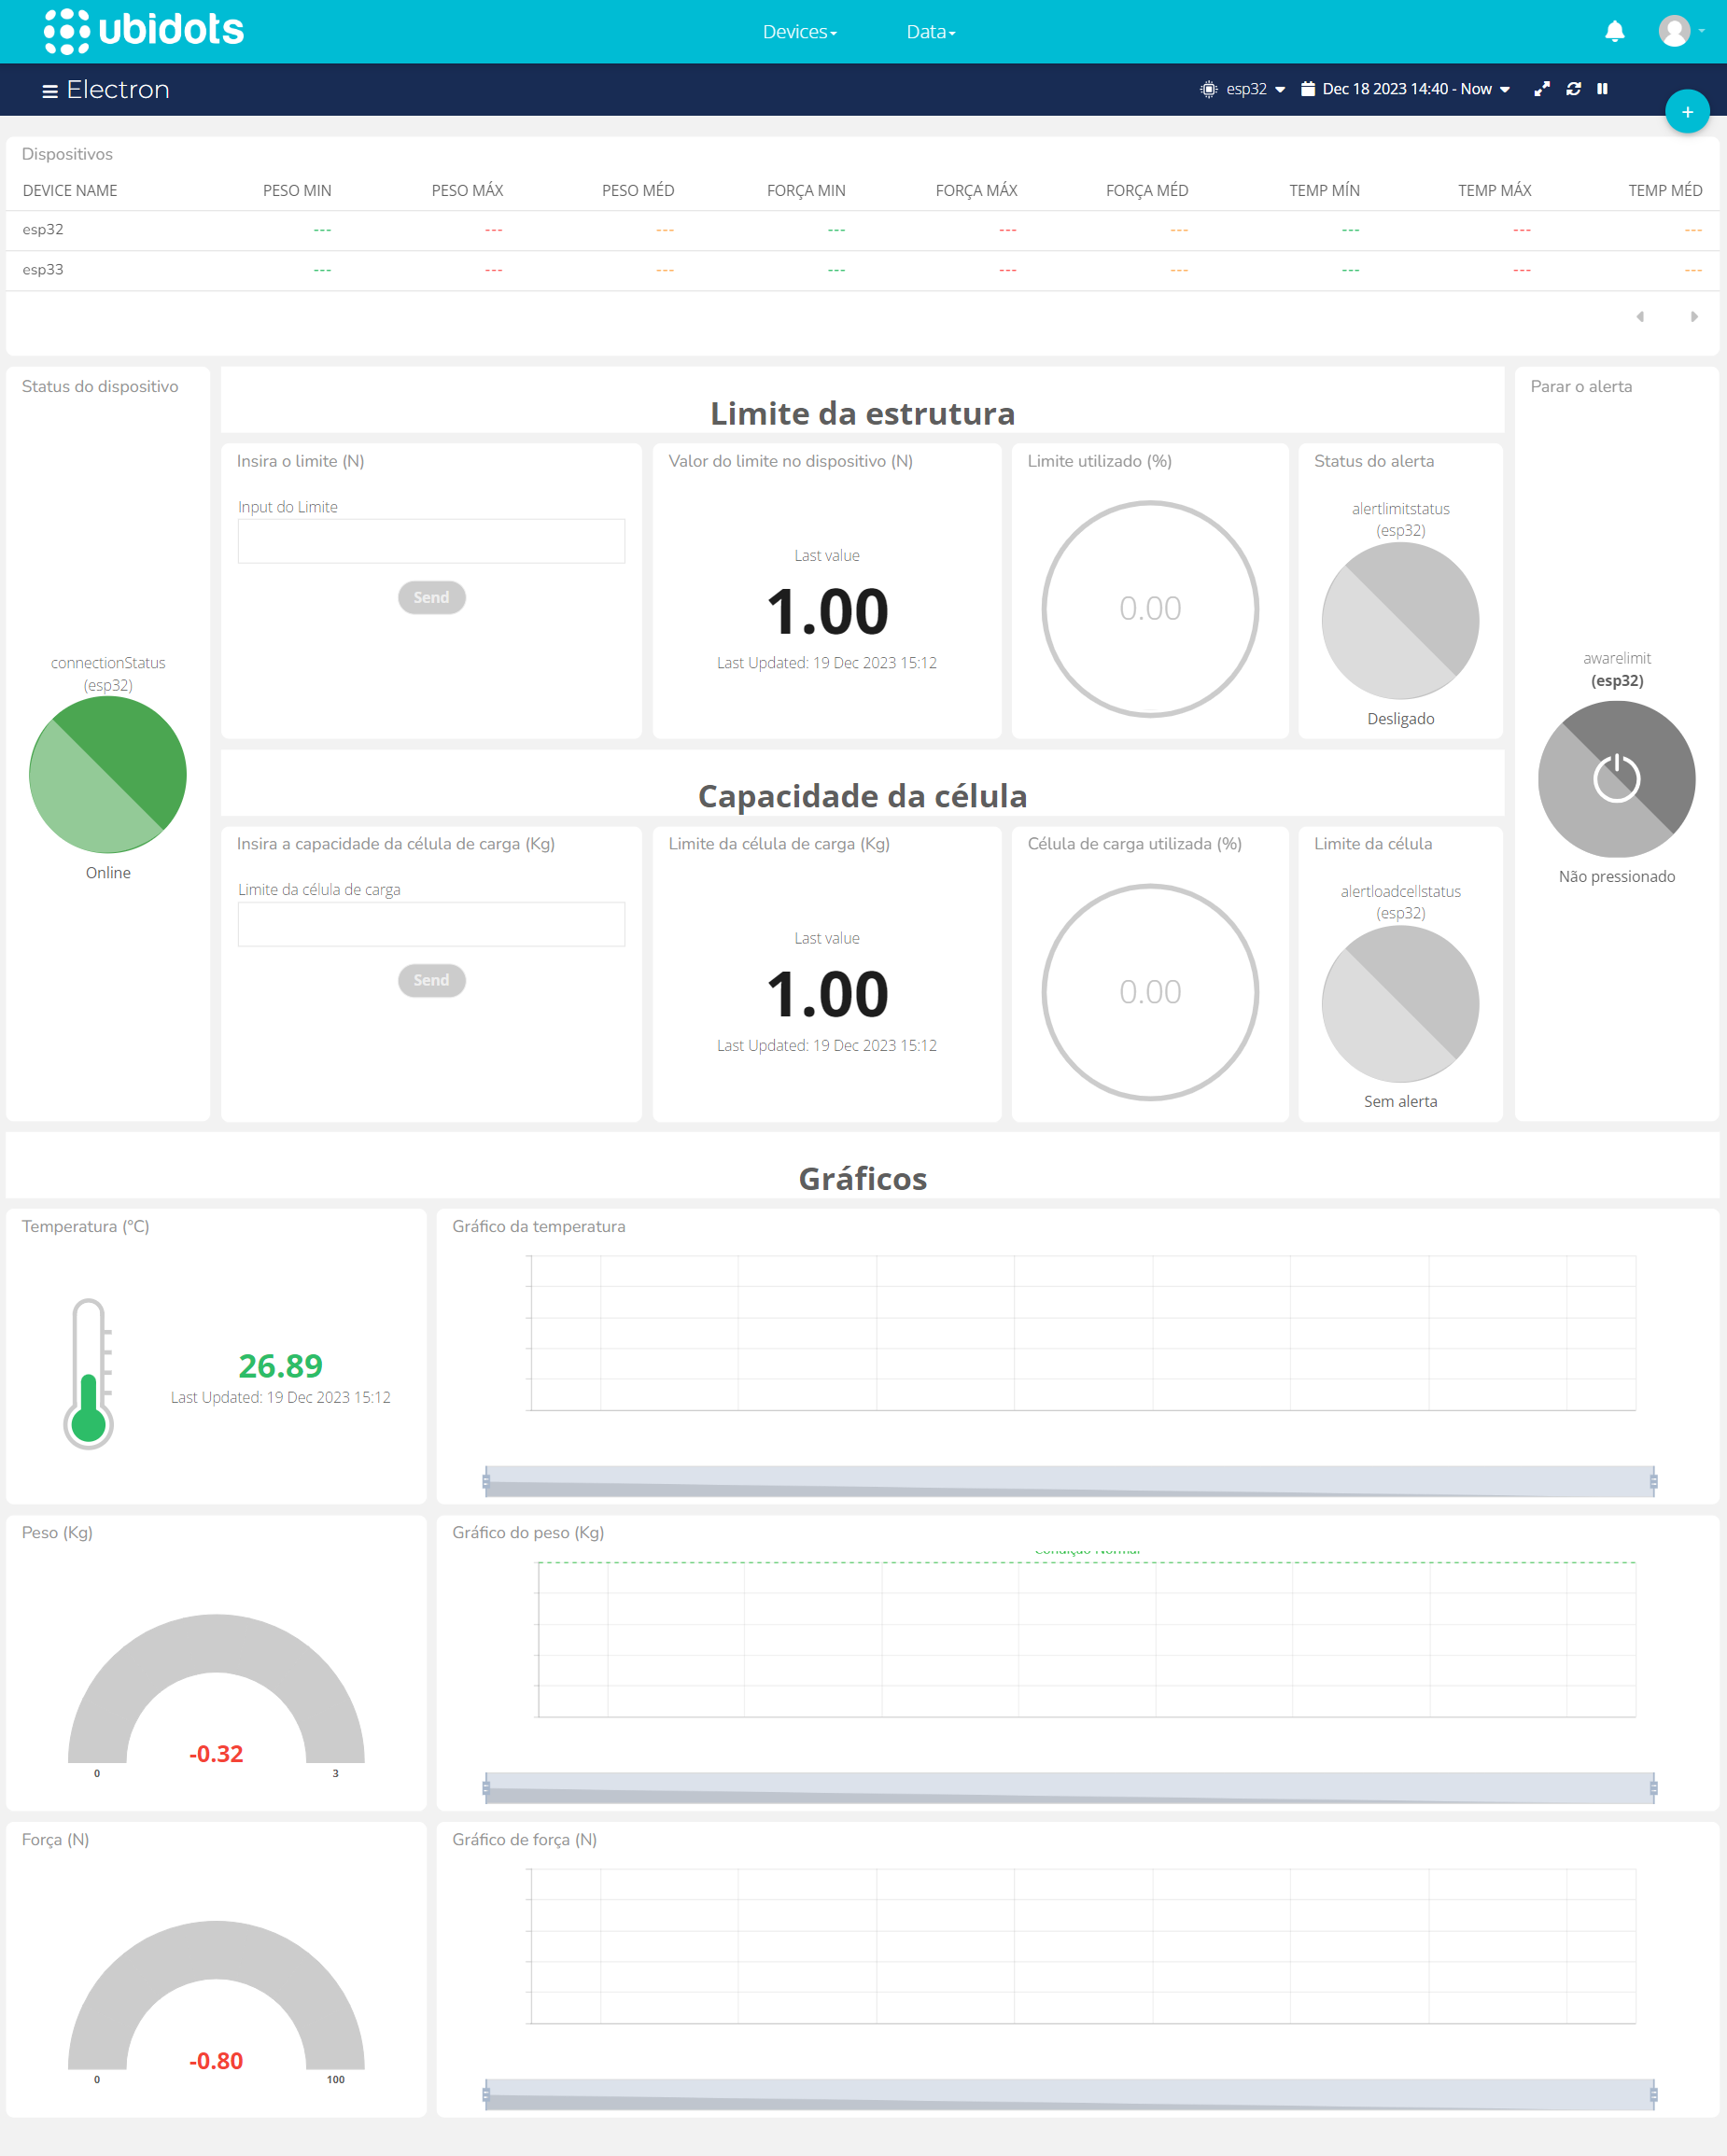 ubidots
Devices
Data
Electron
esp32
Dec 18 2023 14:40 - Now
+
Dispositivos
DEVICE NAME PESO MIN PESO MÁX PESO MÉD FORÇA MIN FORÇA MÁX FORÇA MÉD TEMP MÍN TEMP MÁX TEMP MÉD
esp32 --- --- --- --- --- --- --- --- ---
esp33 --- --- --- --- --- --- --- --- ---
Status do dispositivo
connectionStatus
(esp32)
Online
Limite da estrutura
Insira o limite (N)
Input do Limite
Send
Valor do limite no dispositivo (N)
Last value
1.00
Last Updated: 19 Dec 2023 15:12
Limite utilizado (%)
0.00
Status do alerta
alertlimitstatus
(esp32)
Desligado
Parar o alerta
awarelimit
(esp32)
Não pressionado
Capacidade da célula
Insira a capacidade da célula de carga (Kg)
Limite da célula de carga
Send
Limite da célula de carga (Kg)
Last value
1.00
Last Updated: 19 Dec 2023 15:12
Célula de carga utilizada (%)
0.00
Limite da célula
alertloadcellstatus
(esp32)
Sem alerta
Gráficos
Temperatura (°C)
26.89
Last Updated: 19 Dec 2023 15:12
Gráfico da temperatura
Peso (Kg)
-0.32
0 3
Gráfico do peso (Kg)
Condição Normal
Força (N)
-0.80
0 100
Gráfico de força (N)